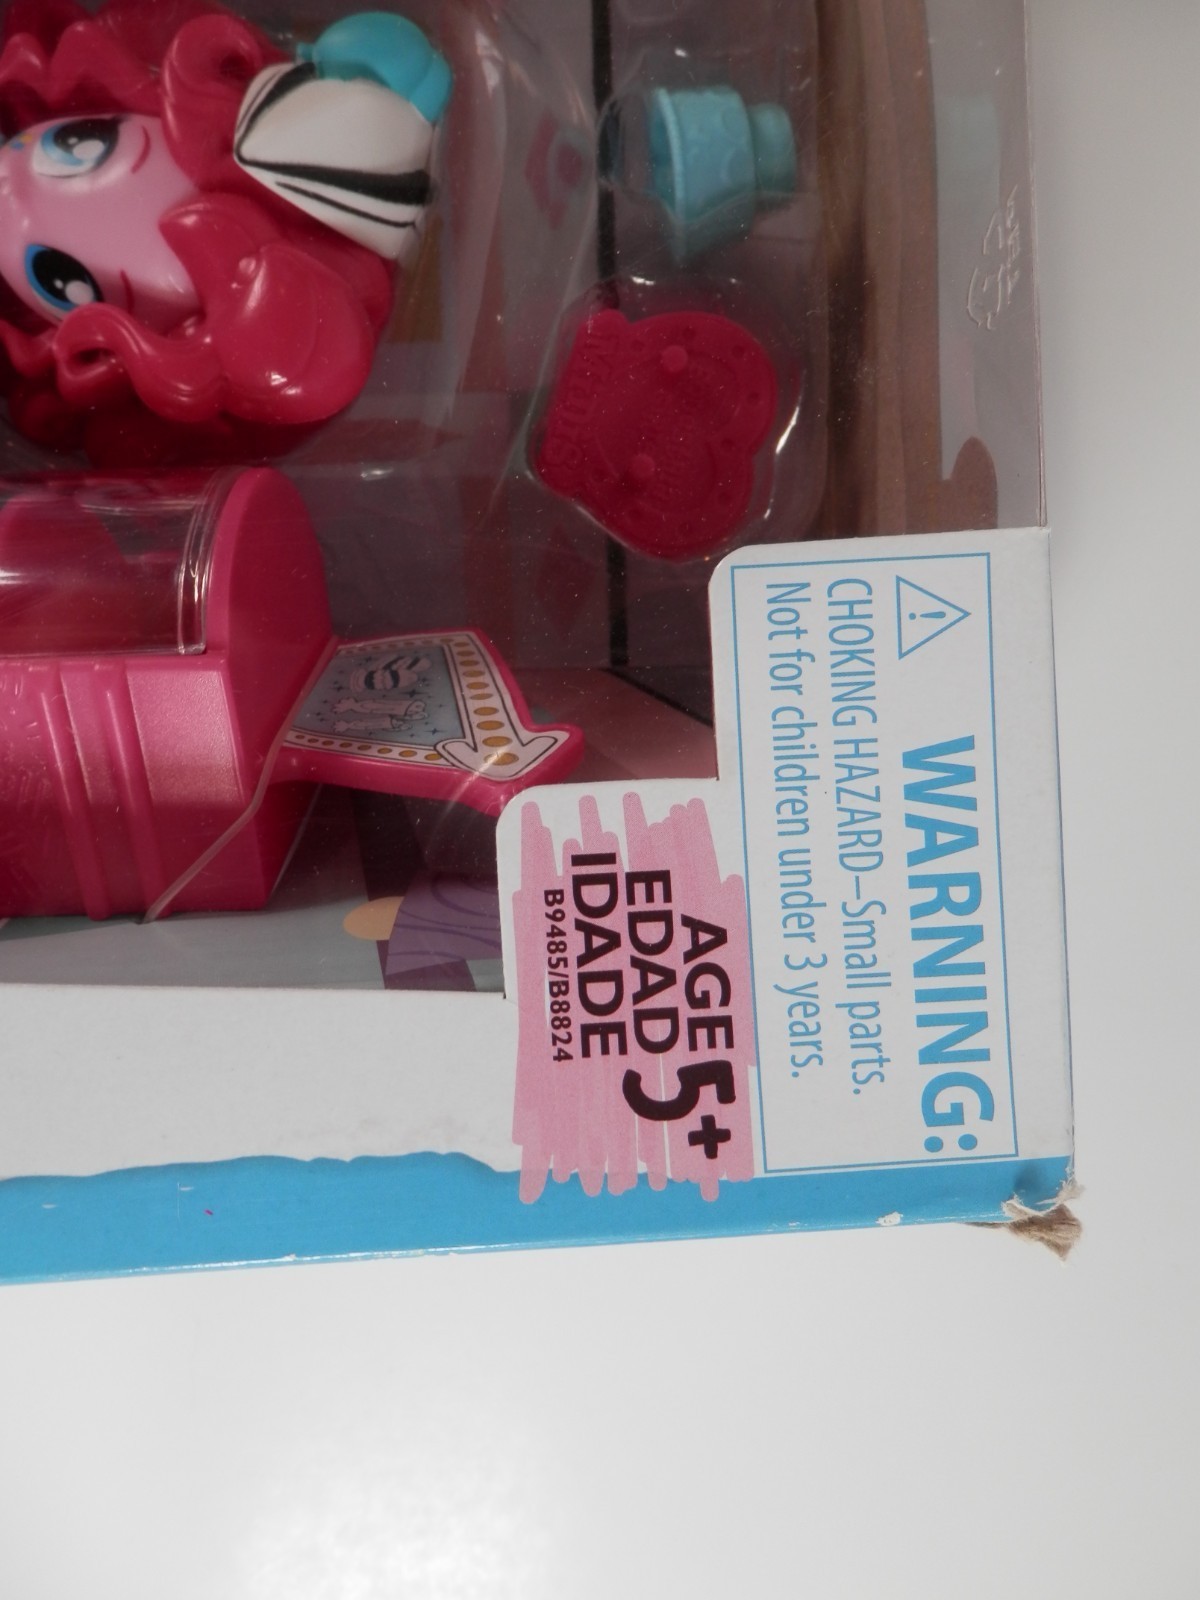 WARNING:
CHOKING HAZARD–Small parts.
Not for children under 3 years.
AGE
EDAD 5+
IDADE
B9485/B8824